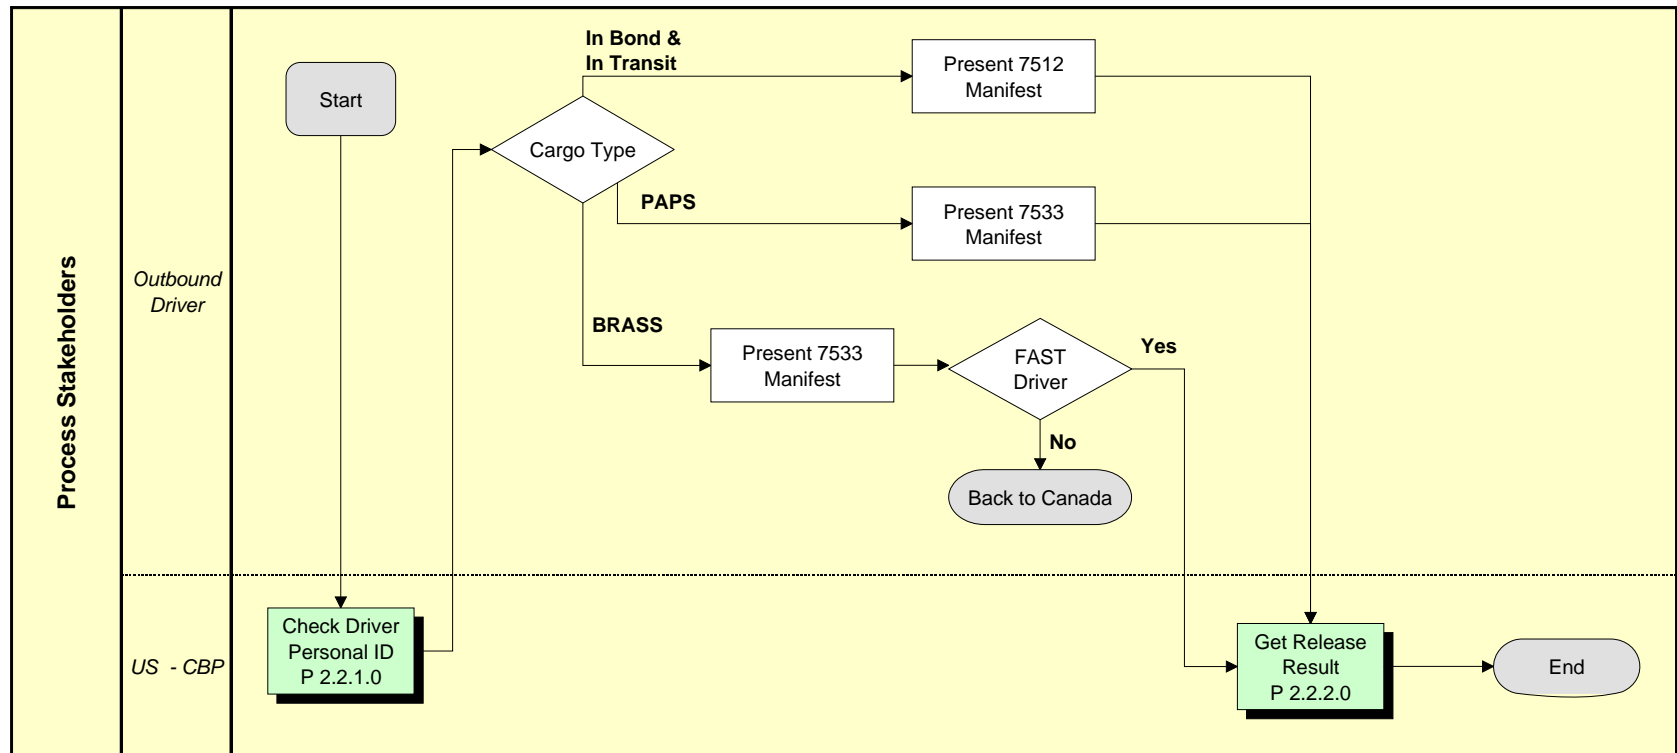 Process Stakeholders
Outbound
Driver
US - CBP
Start
In Bond &
In Transit
Present 7512
Manifest
Cargo Type
PAPS
Present 7533
Manifest
BRASS
Present 7533
Manifest
FAST
Driver
Yes
No
Back to Canada
Check Driver
Personal ID
P 2.2.1.0
Get Release
Result
P 2.2.2.0
End